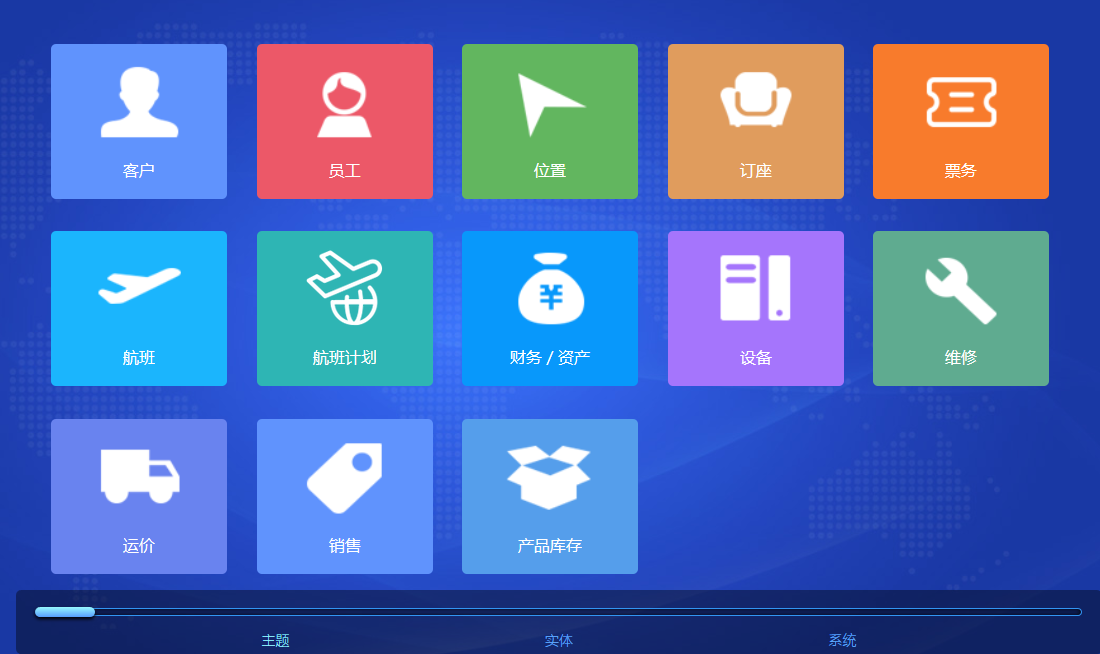 客户
员工
位置
订座
票务
航班
航班计划
财务 / 资产
设备
维修
运价
销售
产品库存
主题
实体
系统